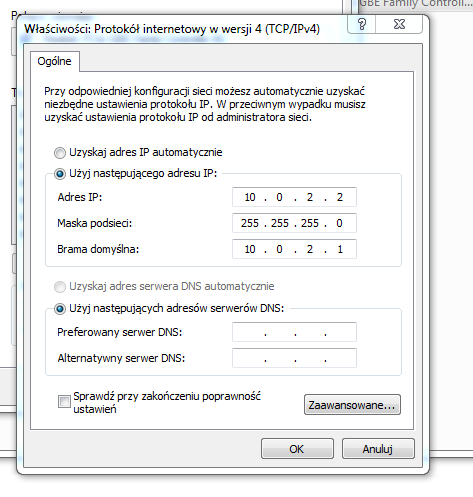 GBE Family Controll...
Właściwości: Protokół internetowy w wersji 4 (TCP/IPv4)
Ogólne
Przy odpowiedniej konfiguracji sieci możesz automatycznie uzyskać
niezbędne ustawienia protokołu IP. W przeciwnym wypadku musisz
uzyskać ustawienia protokołu IP od administratora sieci.
Uzyskaj adres IP automatycznie
Użyj następującego adresu IP:
Adres IP: 10 . 0 . 2 . 2
Maska podsieci: 255 . 255 . 255 . 0
Brama domyślna: 10 . 0 . 2 . 1
Uzyskaj adres serwera DNS automatycznie
Użyj następujących adresów serwerów DNS:
Preferowany serwer DNS: . . .
Alternatywny serwer DNS: . . .
Sprawdź przy zakończeniu poprawność
ustawień
Zaawansowane...
OK Anuluj